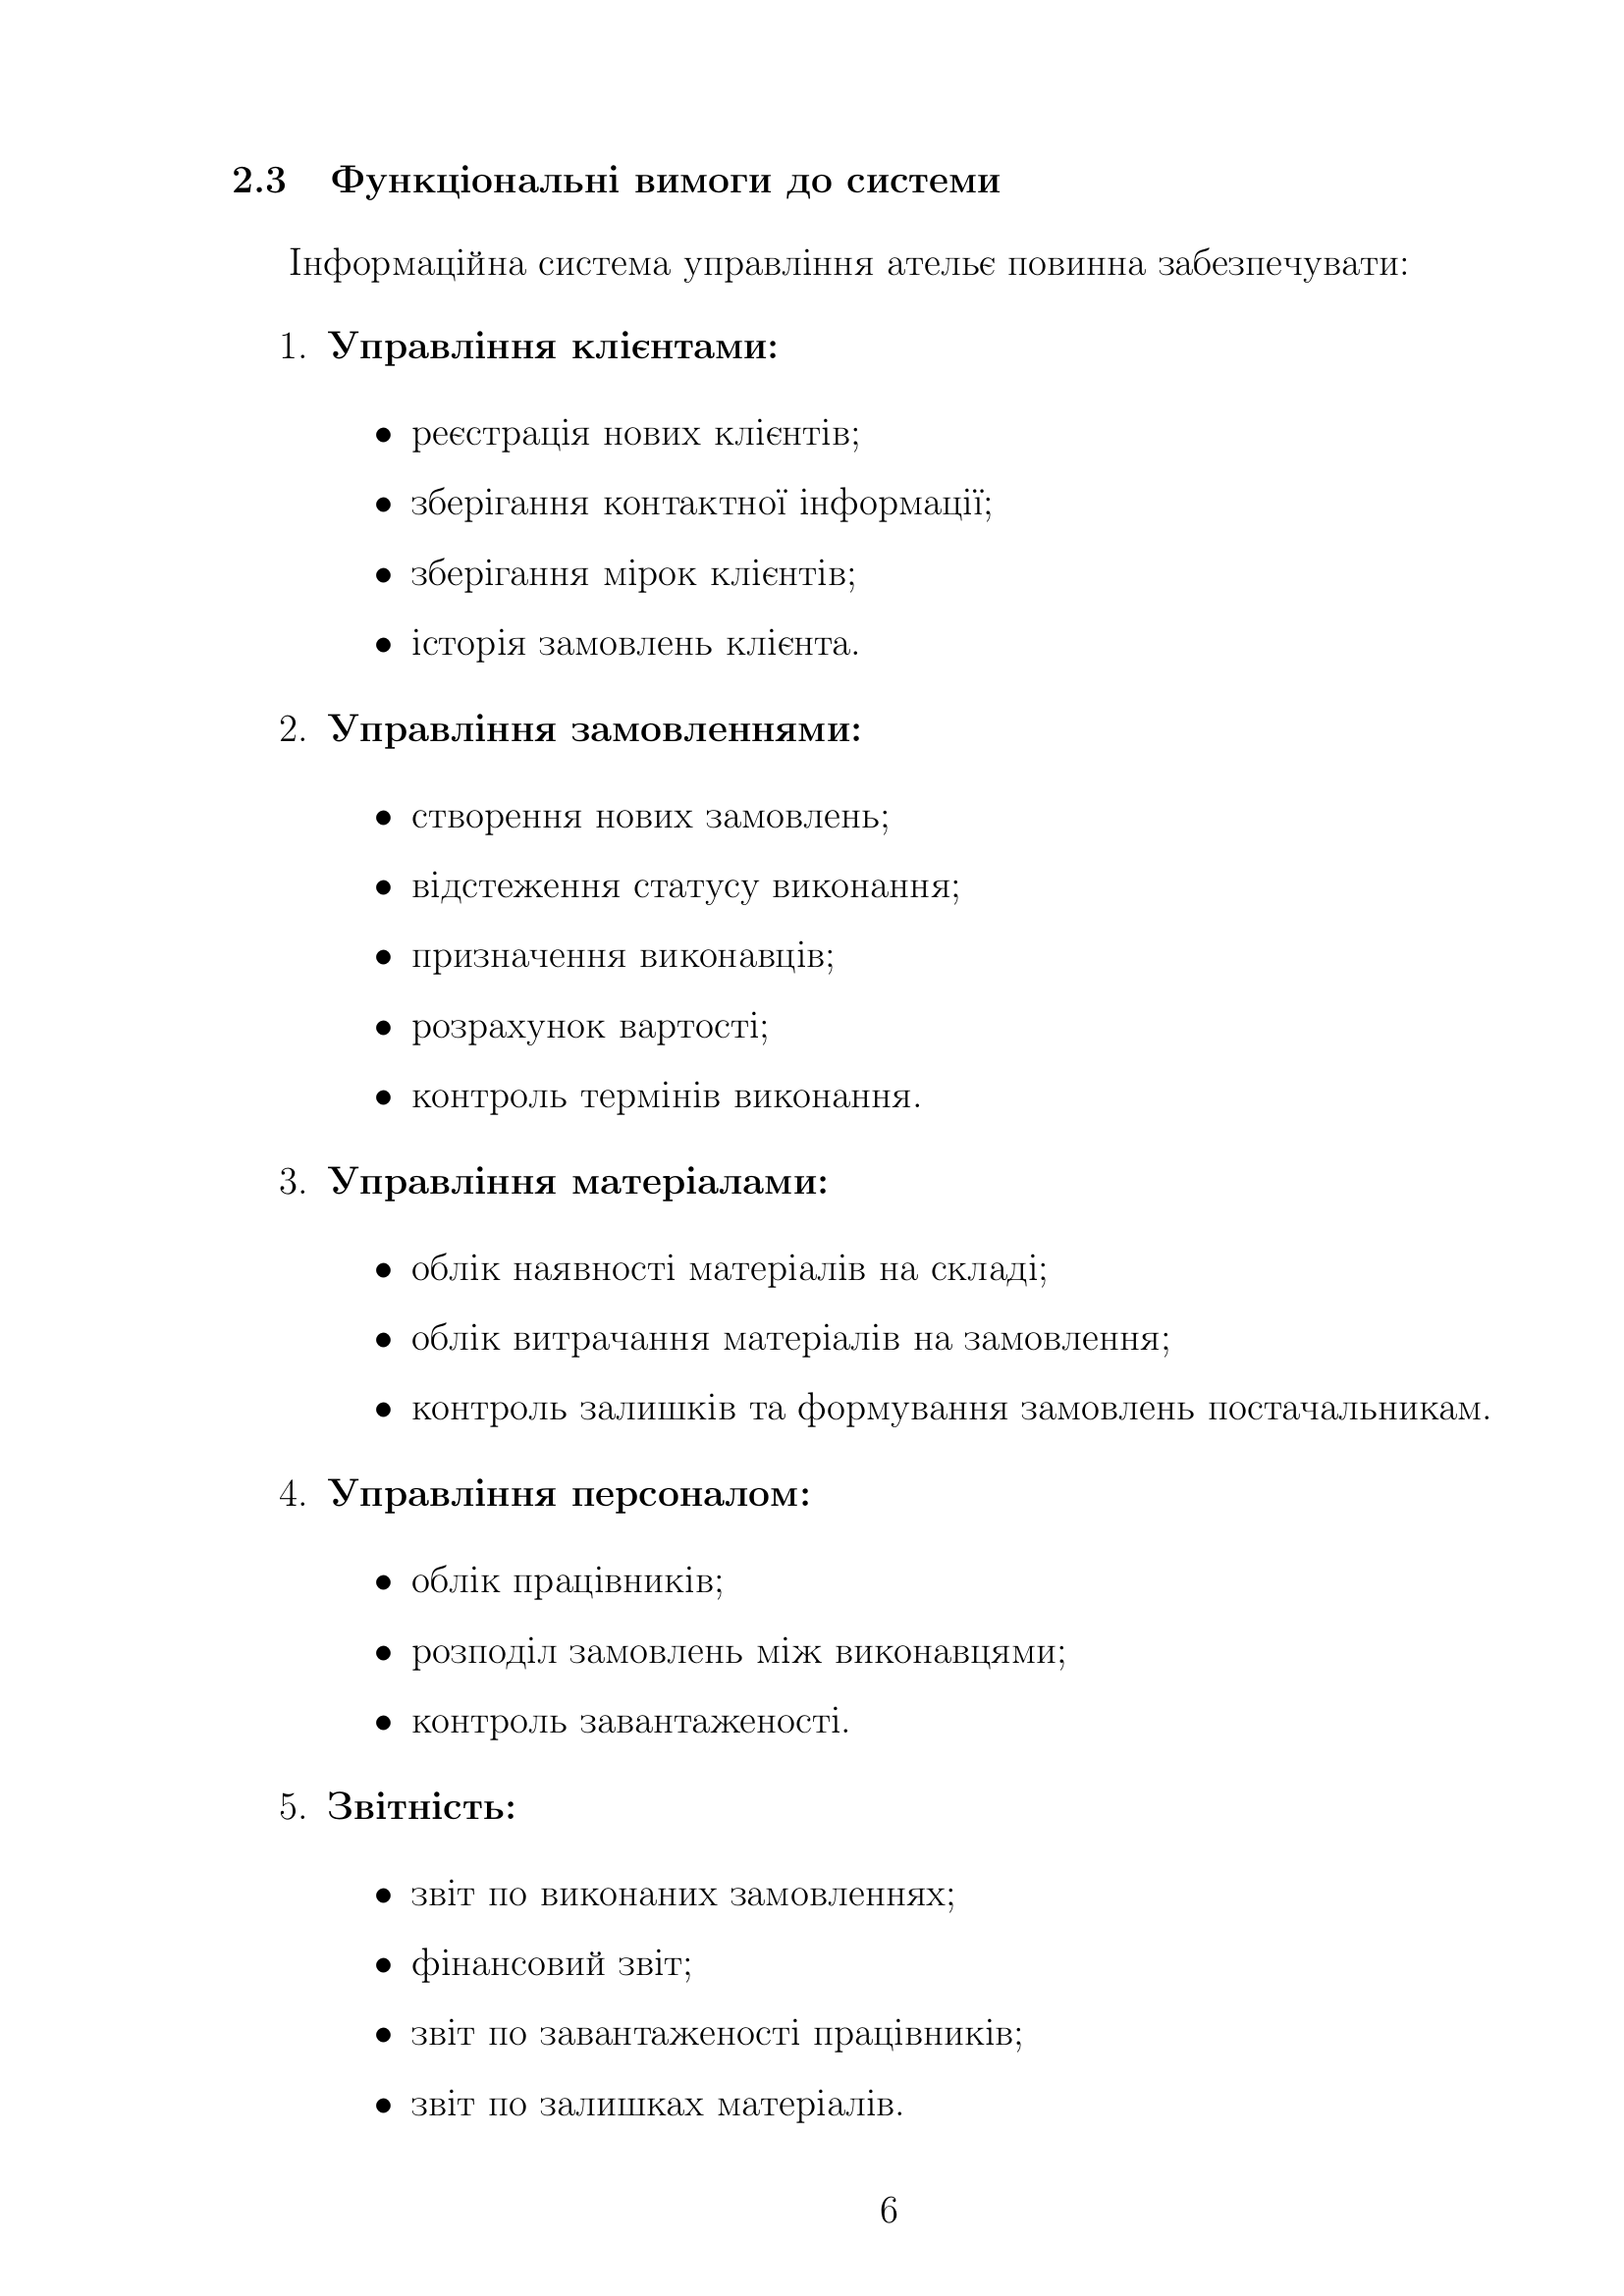 2.3 Функціональні вимоги до системи
Інформаційна система управління ательє повинна забезпечувати:
1. Управління клієнтами:
• реєстрація нових клієнтів;
• зберігання контактної інформації;
• зберігання мірок клієнтів;
• історія замовлень клієнта.
2. Управління замовленнями:
• створення нових замовлень;
• відстеження статусу виконання;
• призначення виконавців;
• розрахунок вартості;
• контроль термінів виконання.
3. Управління матеріалами:
• облік наявності матеріалів на складі;
• облік витрачання матеріалів на замовлення;
• контроль залишків та формування замовлень постачальникам.
4. Управління персоналом:
• облік працівників;
• розподіл замовлень між виконавцями;
• контроль завантаженості.
5. Звітність:
• звіт по виконаних замовленнях;
• фінансовий звіт;
• звіт по завантаженості працівників;
• звіт по залишках матеріалів.
6